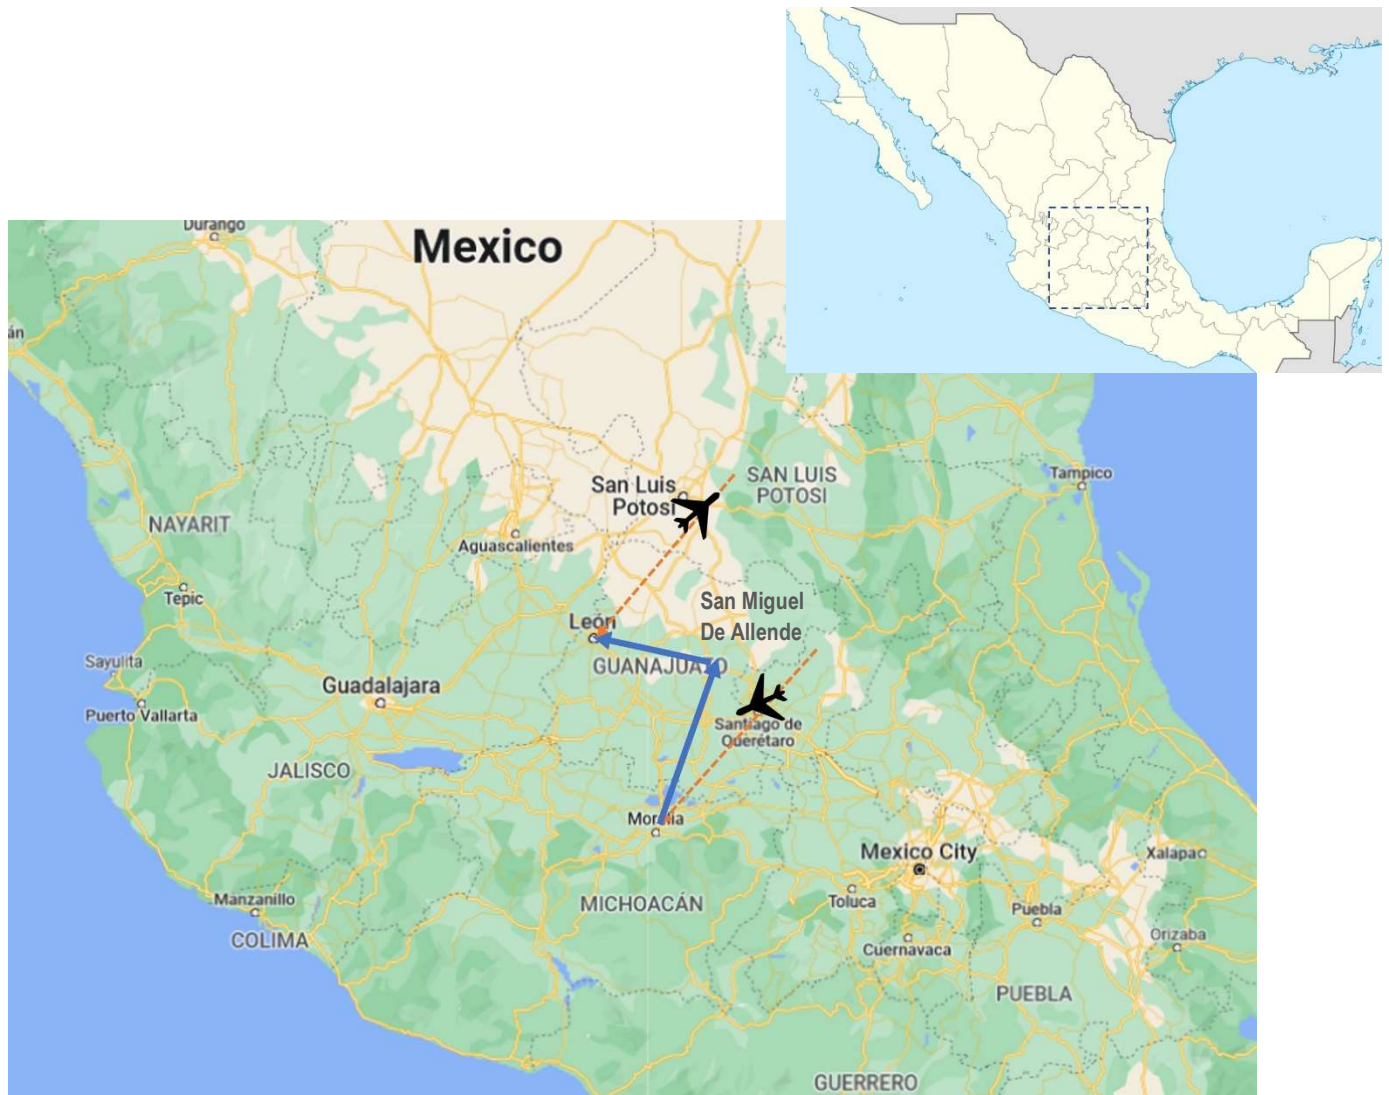 Durango
Mexico
án
SAN LUIS
POTOSI
Tampico
San Luis
Potosí
NAYARIT
Aguascalientes
Tepic
San Miguel
De Allende
León
GUANAJUATO
Sayulita
Guadalajara
Puerto Vallarta
Santiago de
Querétaro
JALISCO
Morelia
Mexico City
Xalapa
Manzanillo
MICHOACÁN
Toluca
Puebla
COLIMA
Orizaba
Cuernavaca
PUEBLA
GUERRERO